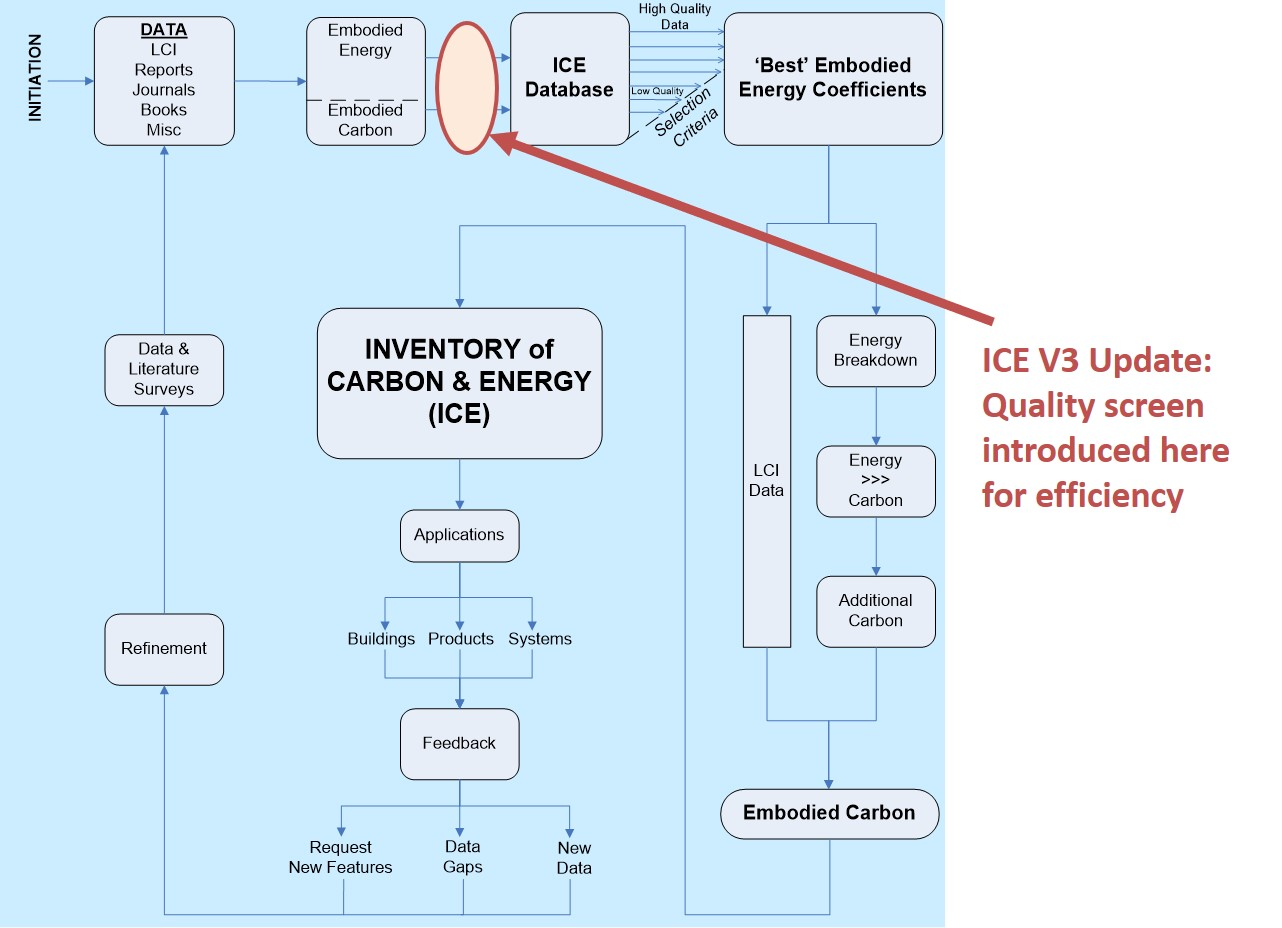 INITIATION
DATA
LCI
Reports
Journals
Books
Misc
Embodied
Energy
Embodied
Carbon
ICE
Database
High Quality
Data
Low Quality
Selection
Criteria
‘Best’ Embodied
Energy Coefficients
Data &
Literature
Surveys
Refinement
INVENTORY of
CARBON & ENERGY
(ICE)
Applications
Buildings
Products
Systems
Feedback
Request
New Features
Data
Gaps
New
Data
LCI
Data
Energy
Breakdown
Energy
>>>
Carbon
Additional
Carbon
Embodied Carbon
ICE V3 Update:
Quality screen
introduced here
for efficiency